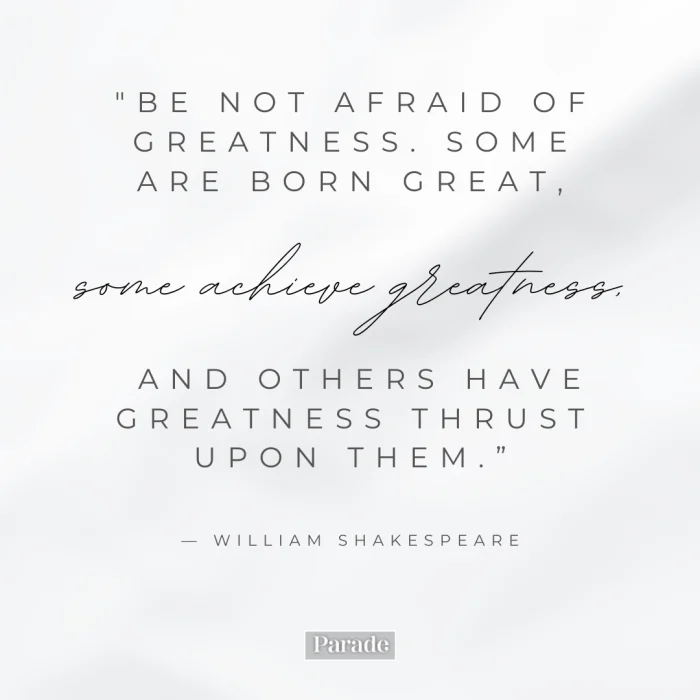 "BE NOT AFRAID OF
GREATNESS. SOME
ARE BORN GREAT,
some achieve greatness,
AND OTHERS HAVE
GREATNESS THRUST
UPON THEM.”
— WILLIAM SHAKESPEARE
Parade